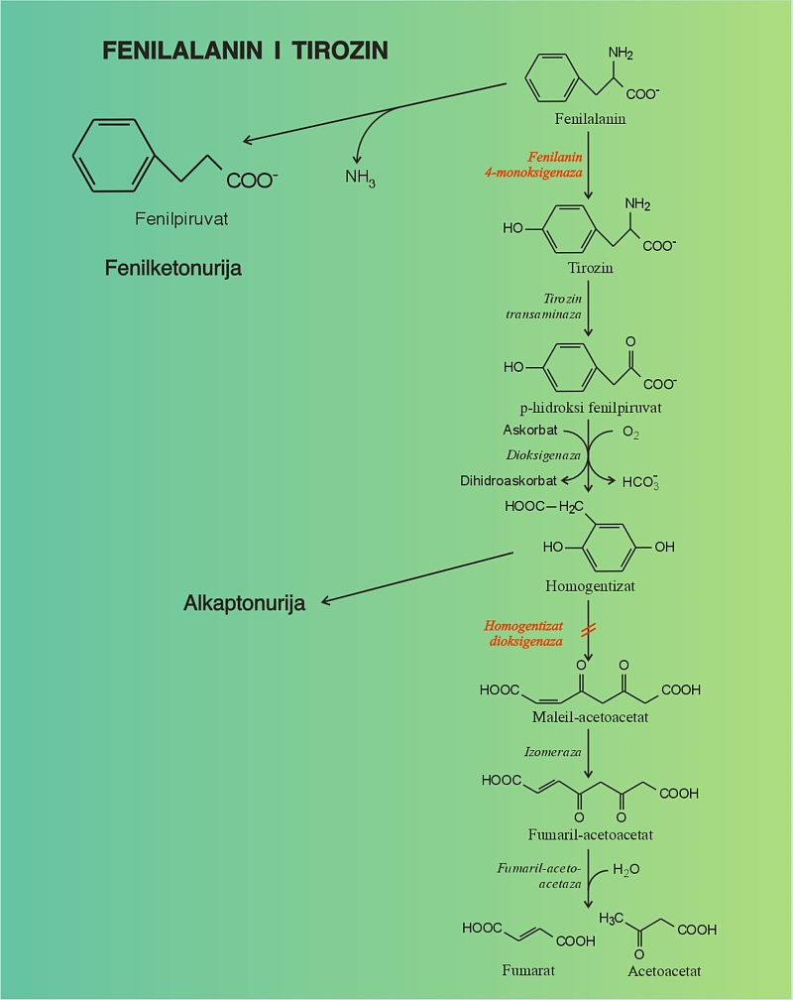 FENILALANIN I TIROZIN
NH₂
COO⁻
Fenilalanin
COO⁻
NH₃
Fenilpiruvat
Fenilketonurija
Fenilanin
4-monoksigenaza
NH₂
HO
COO⁻
Tirozin
Tirozin
transaminaza
O
HO
COO⁻
p-hidroksi fenilpiruvat
Askorbat
O₂
Dioksigenaza
Dihidroaskorbat
HCO₃⁻
HOOC–H₂C
HO
OH
Homogentizat
Alkaptonurija
Homogentizat
dioksigenaza
O O
HOOC COOH
Maleil-acetoacetat
Izomeraza
HOOC
COOH
O O
Fumaril-acetoacetat
Fumaril-aceto-
acetaza
H₂O
HOOC
COOH
Fumarat
H₃C
COOH
O
Acetoacetat